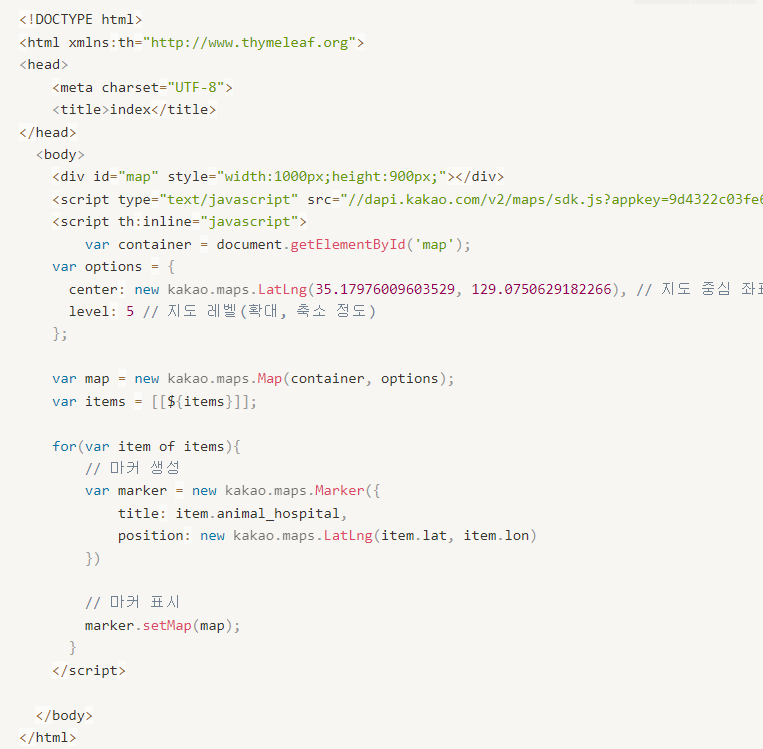 <!DOCTYPE html>
<html xmlns:th="http://www.thymeleaf.org">
<head>
    <meta charset="UTF-8">
    <title>index</title>
</head>
  <body>
    <div id="map" style="width:1000px;height:900px;"></div>
    <script type="text/javascript" src="//dapi.kakao.com/v2/maps/sdk.js?appkey=9d4322c03fe6
    <script th:inline="javascript">
        var container = document.getElementById('map');
    var options = {
      center: new kakao.maps.LatLng(35.17976009603529, 129.0750629182266), // 지도 중심 좌표
      level: 5 // 지도 레벨(확대, 축소 정도)
    };

    var map = new kakao.maps.Map(container, options);
    var items = [[${items}]];

    for(var item of items){
        // 마커 생성
        var marker = new kakao.maps.Marker({
            title: item.animal_hospital,
            position: new kakao.maps.LatLng(item.lat, item.lon)
        })

        // 마커 표시
        marker.setMap(map);
      }
    </script>

  </body>
</html>